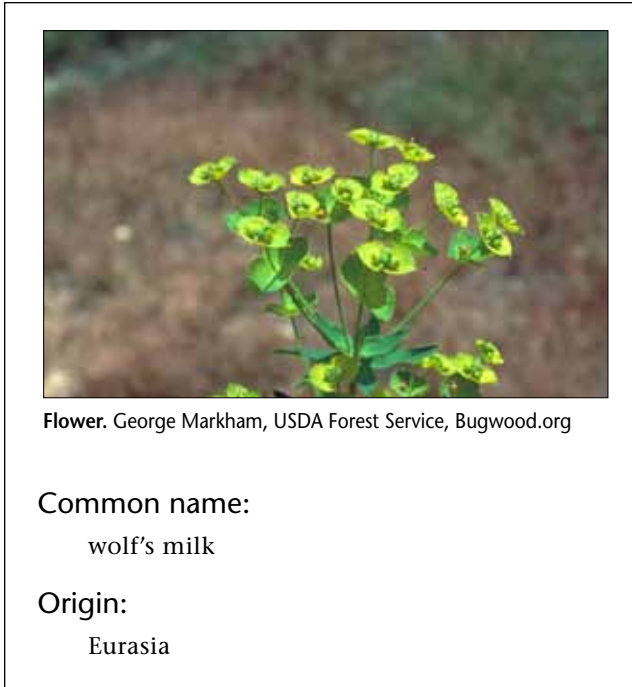 Flower. George Markham, USDA Forest Service, Bugwood.org
Common name:
wolf’s milk
Origin:
Eurasia